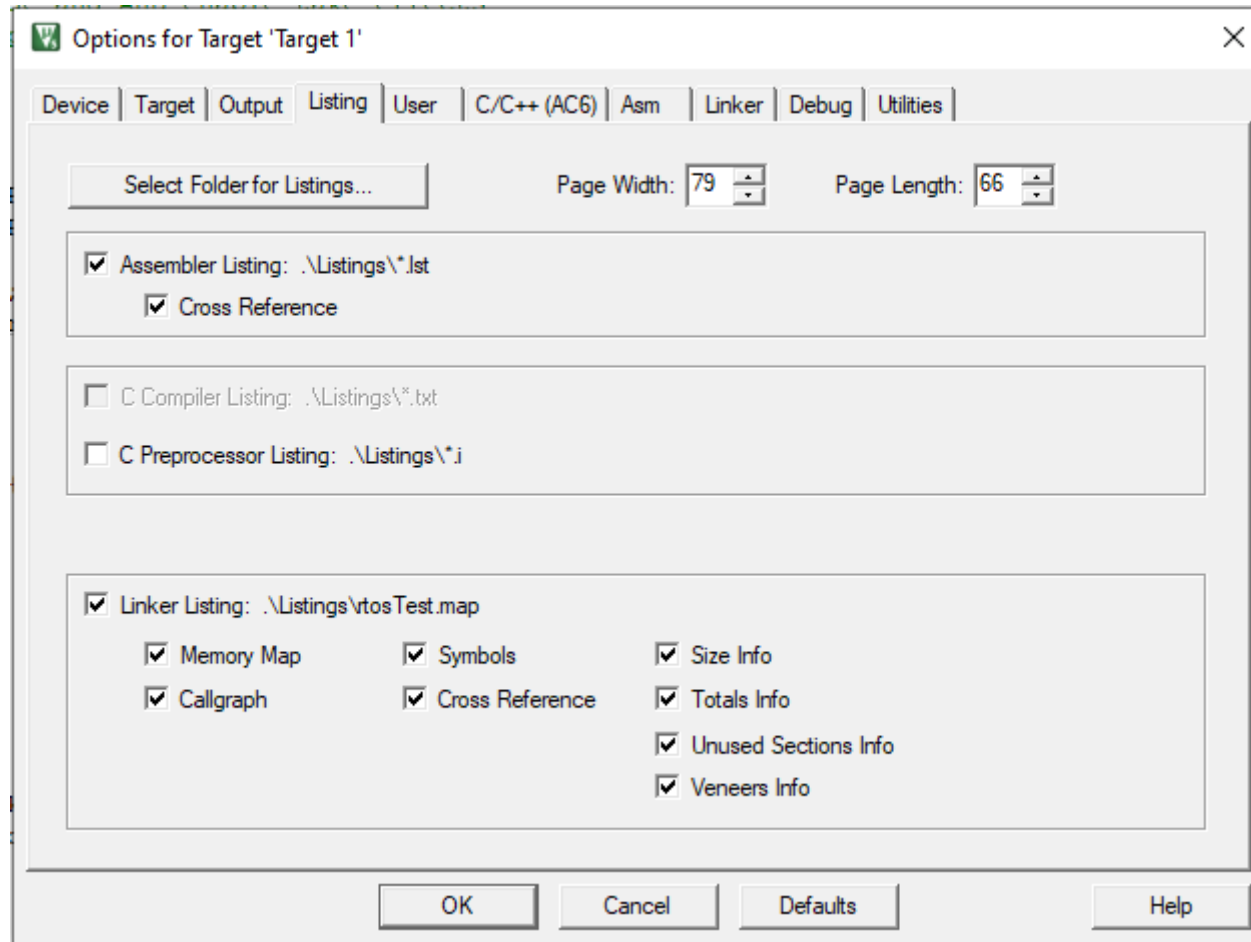 Options for Target 'Target 1'
Device Target Output Listing User C/C++ (AC6) Asm Linker Debug Utilities
Select Folder for Listings... Page Width: 79 Page Length: 66
Assembler Listing: .\Listings\*.lst
Cross Reference
C Compiler Listing: .\Listings\*.txt
C Preprocessor Listing: .\Listings\*.i
Linker Listing: .\Listings\rtosTest.map
Memory Map Symbols Size Info
Callgraph Cross Reference Totals Info
Unused Sections Info
Veneers Info
OK Cancel Defaults Help